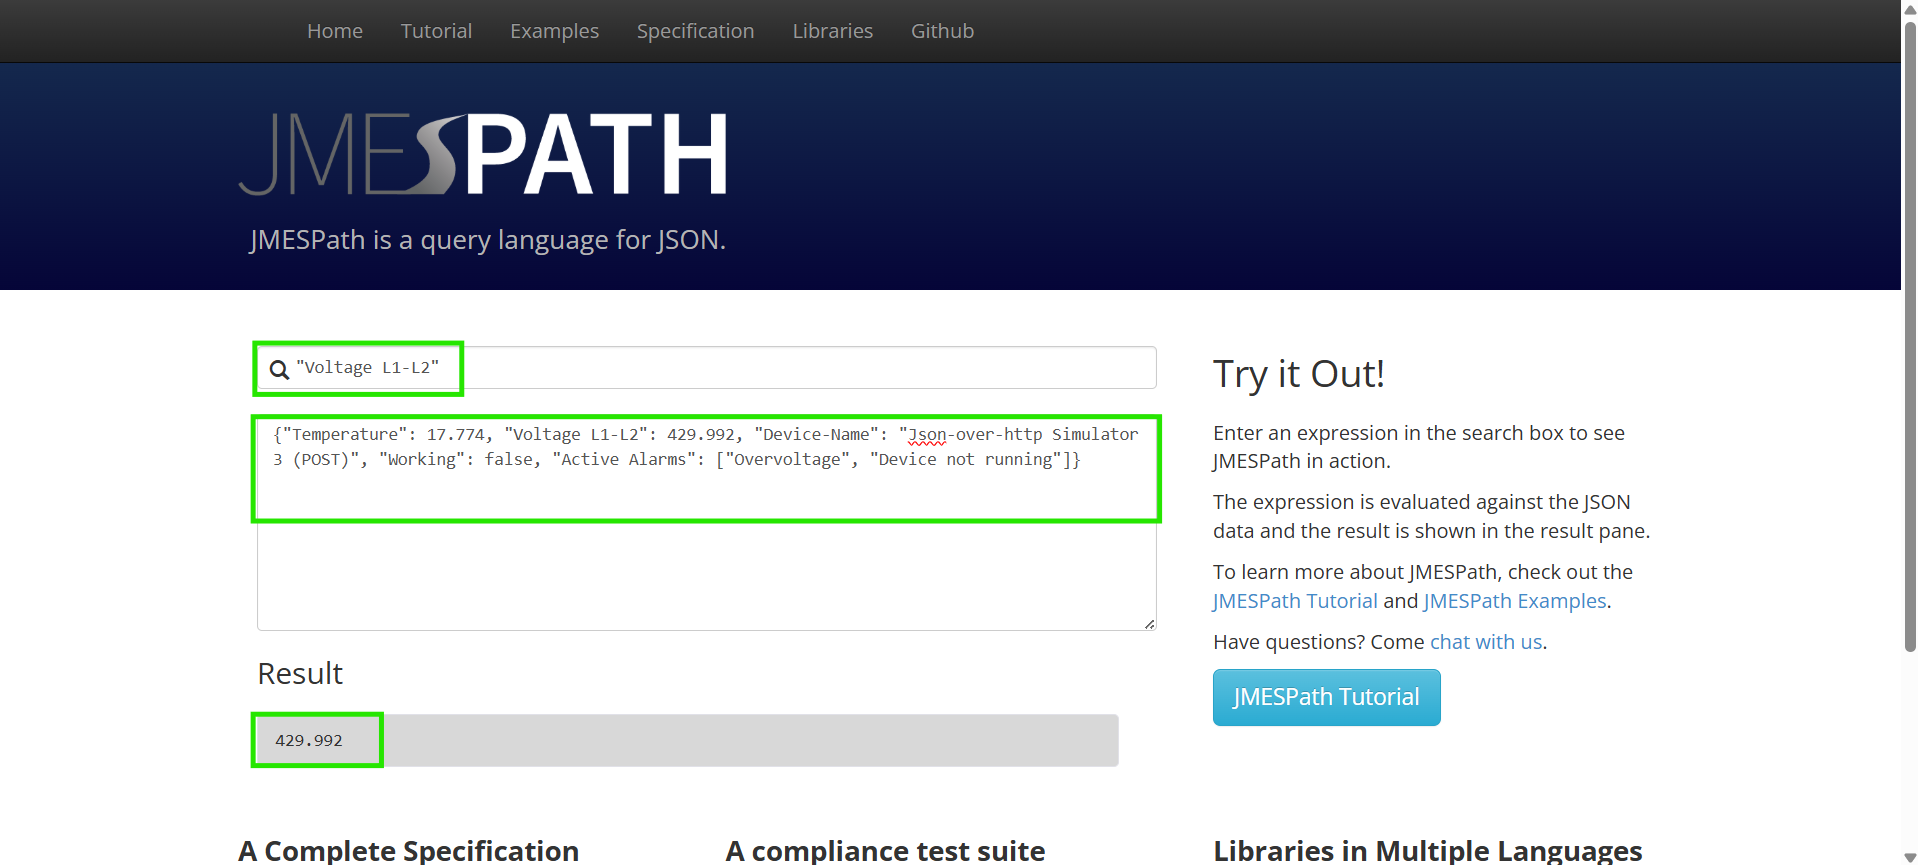 Home Tutorial Examples Specification Libraries Github
JMESPATH
JMESPath is a query language for JSON.
"Voltage L1-L2"
{"Temperature": 17.774, "Voltage L1-L2": 429.992, "Device-Name": "Json-over-http Simulator
3 (POST)", "Working": false, "Active Alarms": ["Overvoltage", "Device not running"]}
Result
429.992
Try it Out!
Enter an expression in the search box to see
JMESPath in action.
The expression is evaluated against the JSON
data and the result is shown in the result pane.
To learn more about JMESPath, check out the
JMESPath Tutorial and JMESPath Examples.
Have questions? Come chat with us.
JMESPath Tutorial
A Complete Specification
A compliance test suite
Libraries in Multiple Languages